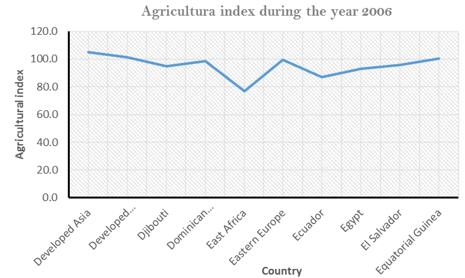 Agricultura index during the year 2006
Agricultural Index
120.0
100.0
80.0
60.0
40.0
20.0
0.0
Developed Asia
Developed...
Djibouti
Dominican...
East Africa
Eastern Europe
Ecuador
Egypt
El Salvador
Equatorial Guinea
Country